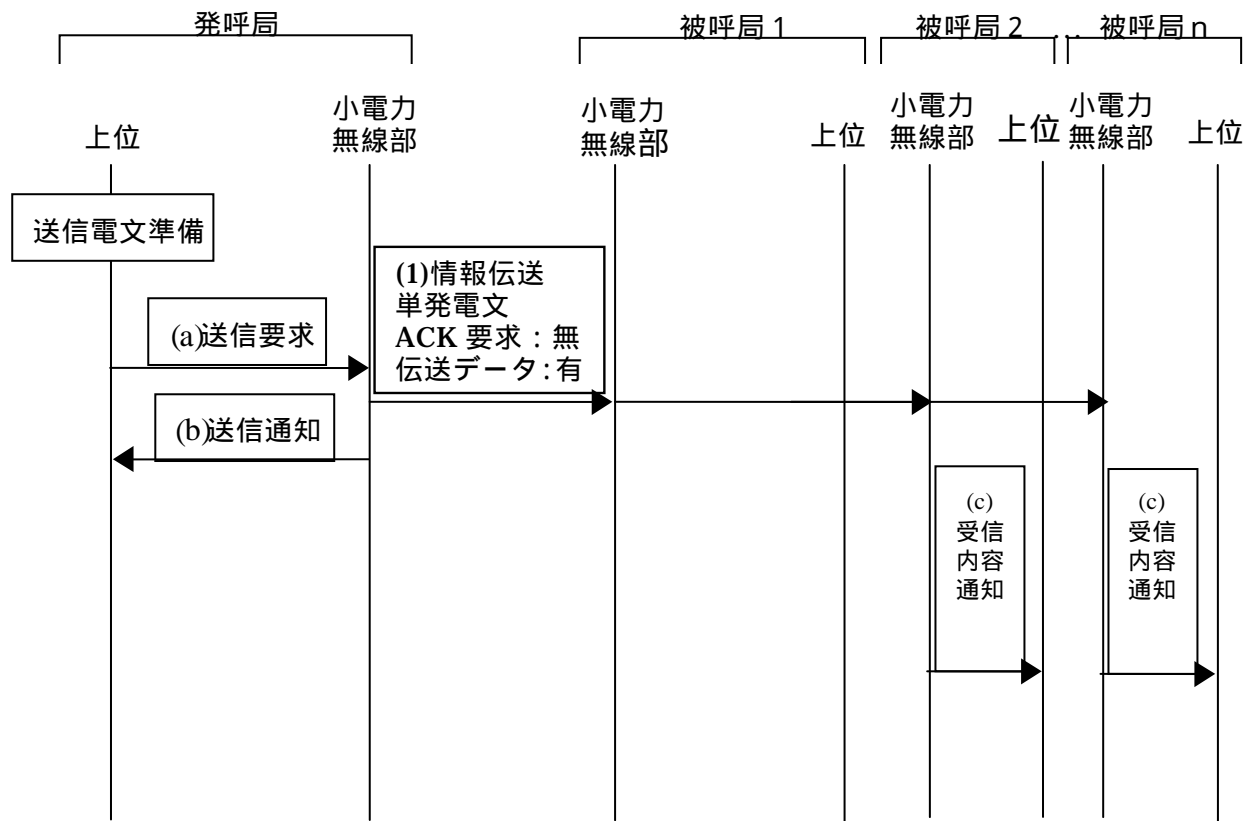 発呼局
被呼局1
被呼局2
...
被呼局n
上位
小電力
無線部
小電力
無線部
上位
小電力
無線部
上位
小電力
無線部
上位
送信電文準備
(1)情報伝送
単発電文
ACK 要求：無
伝送データ:有
(a)送信要求
(b)送信通知
(c)
受信
内容
通知
(c)
受信
内容
通知